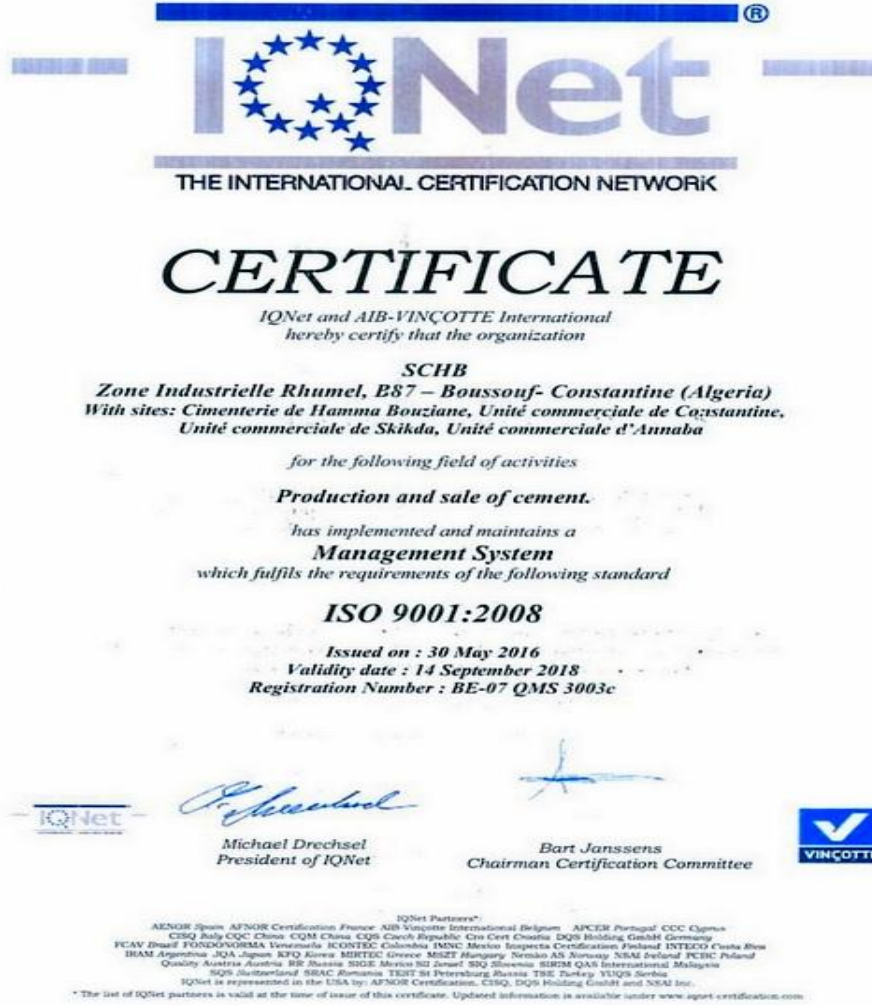 ®
IQNet
THE INTERNATIONAL CERTIFICATION NETWORK
CERTIFICATE
IQNet and AIB-VINÇOTTE International
hereby certify that the organization
SCHB
Zone Industrielle Rhumel, B87 – Boussouf- Constantine (Algeria)
With sites: Cimenterie de Hamma Bouziane, Unité commerciale de Constantine,
Unité commerciale de Skikda, Unité commerciale d'Annaba
for the following field of activities
Production and sale of cement.
has implemented and maintains a
Management System
which fulfils the requirements of the following standard
ISO 9001:2008
Issued on : 30 May 2016
Validity date : 14 September 2018
Registration Number : BE-07 QMS 3003c
IQNet
Michael Drechsel
President of IQNet
Bart Janssens
Chairman Certification Committee
VINÇOTTE
IQNet Partners*:
AENOR Spain AFNOR Certification France AIB-Vinçotte International Belgium APCER Portugal CCC Cyprus
CISQ Italy CQC China CQM China CQS Czech Republic Cro Cert Croatia DQS Holding GmbH Germany
FCAV Brazil FONDONORMA Venezuela ICONTEC Colombia IMNC Mexico Inspecta Certification Finland INTECO Costa Rica
IRAM Argentina JQA Japan KFQ Korea MIRTEC Greece MSZT Hungary Nemko AS Norway NSAI Ireland PCBC Poland
Quality Austria Austria RR Russia SIGE Mexico SII Israel SIQ Slovenia SIRIM QAS International Malaysia
SQS Switzerland SRAC Romania TEST St Petersburg Russia TSE Turkey YUQS Serbia
IQNet is represented in the USA by: AFNOR Certification, CISQ, DQS Holding GmbH and NSAI Inc.
* The list of IQNet partners is valid at the time of issue of this certificate. Updated information is available under www.iqnet-certification.com